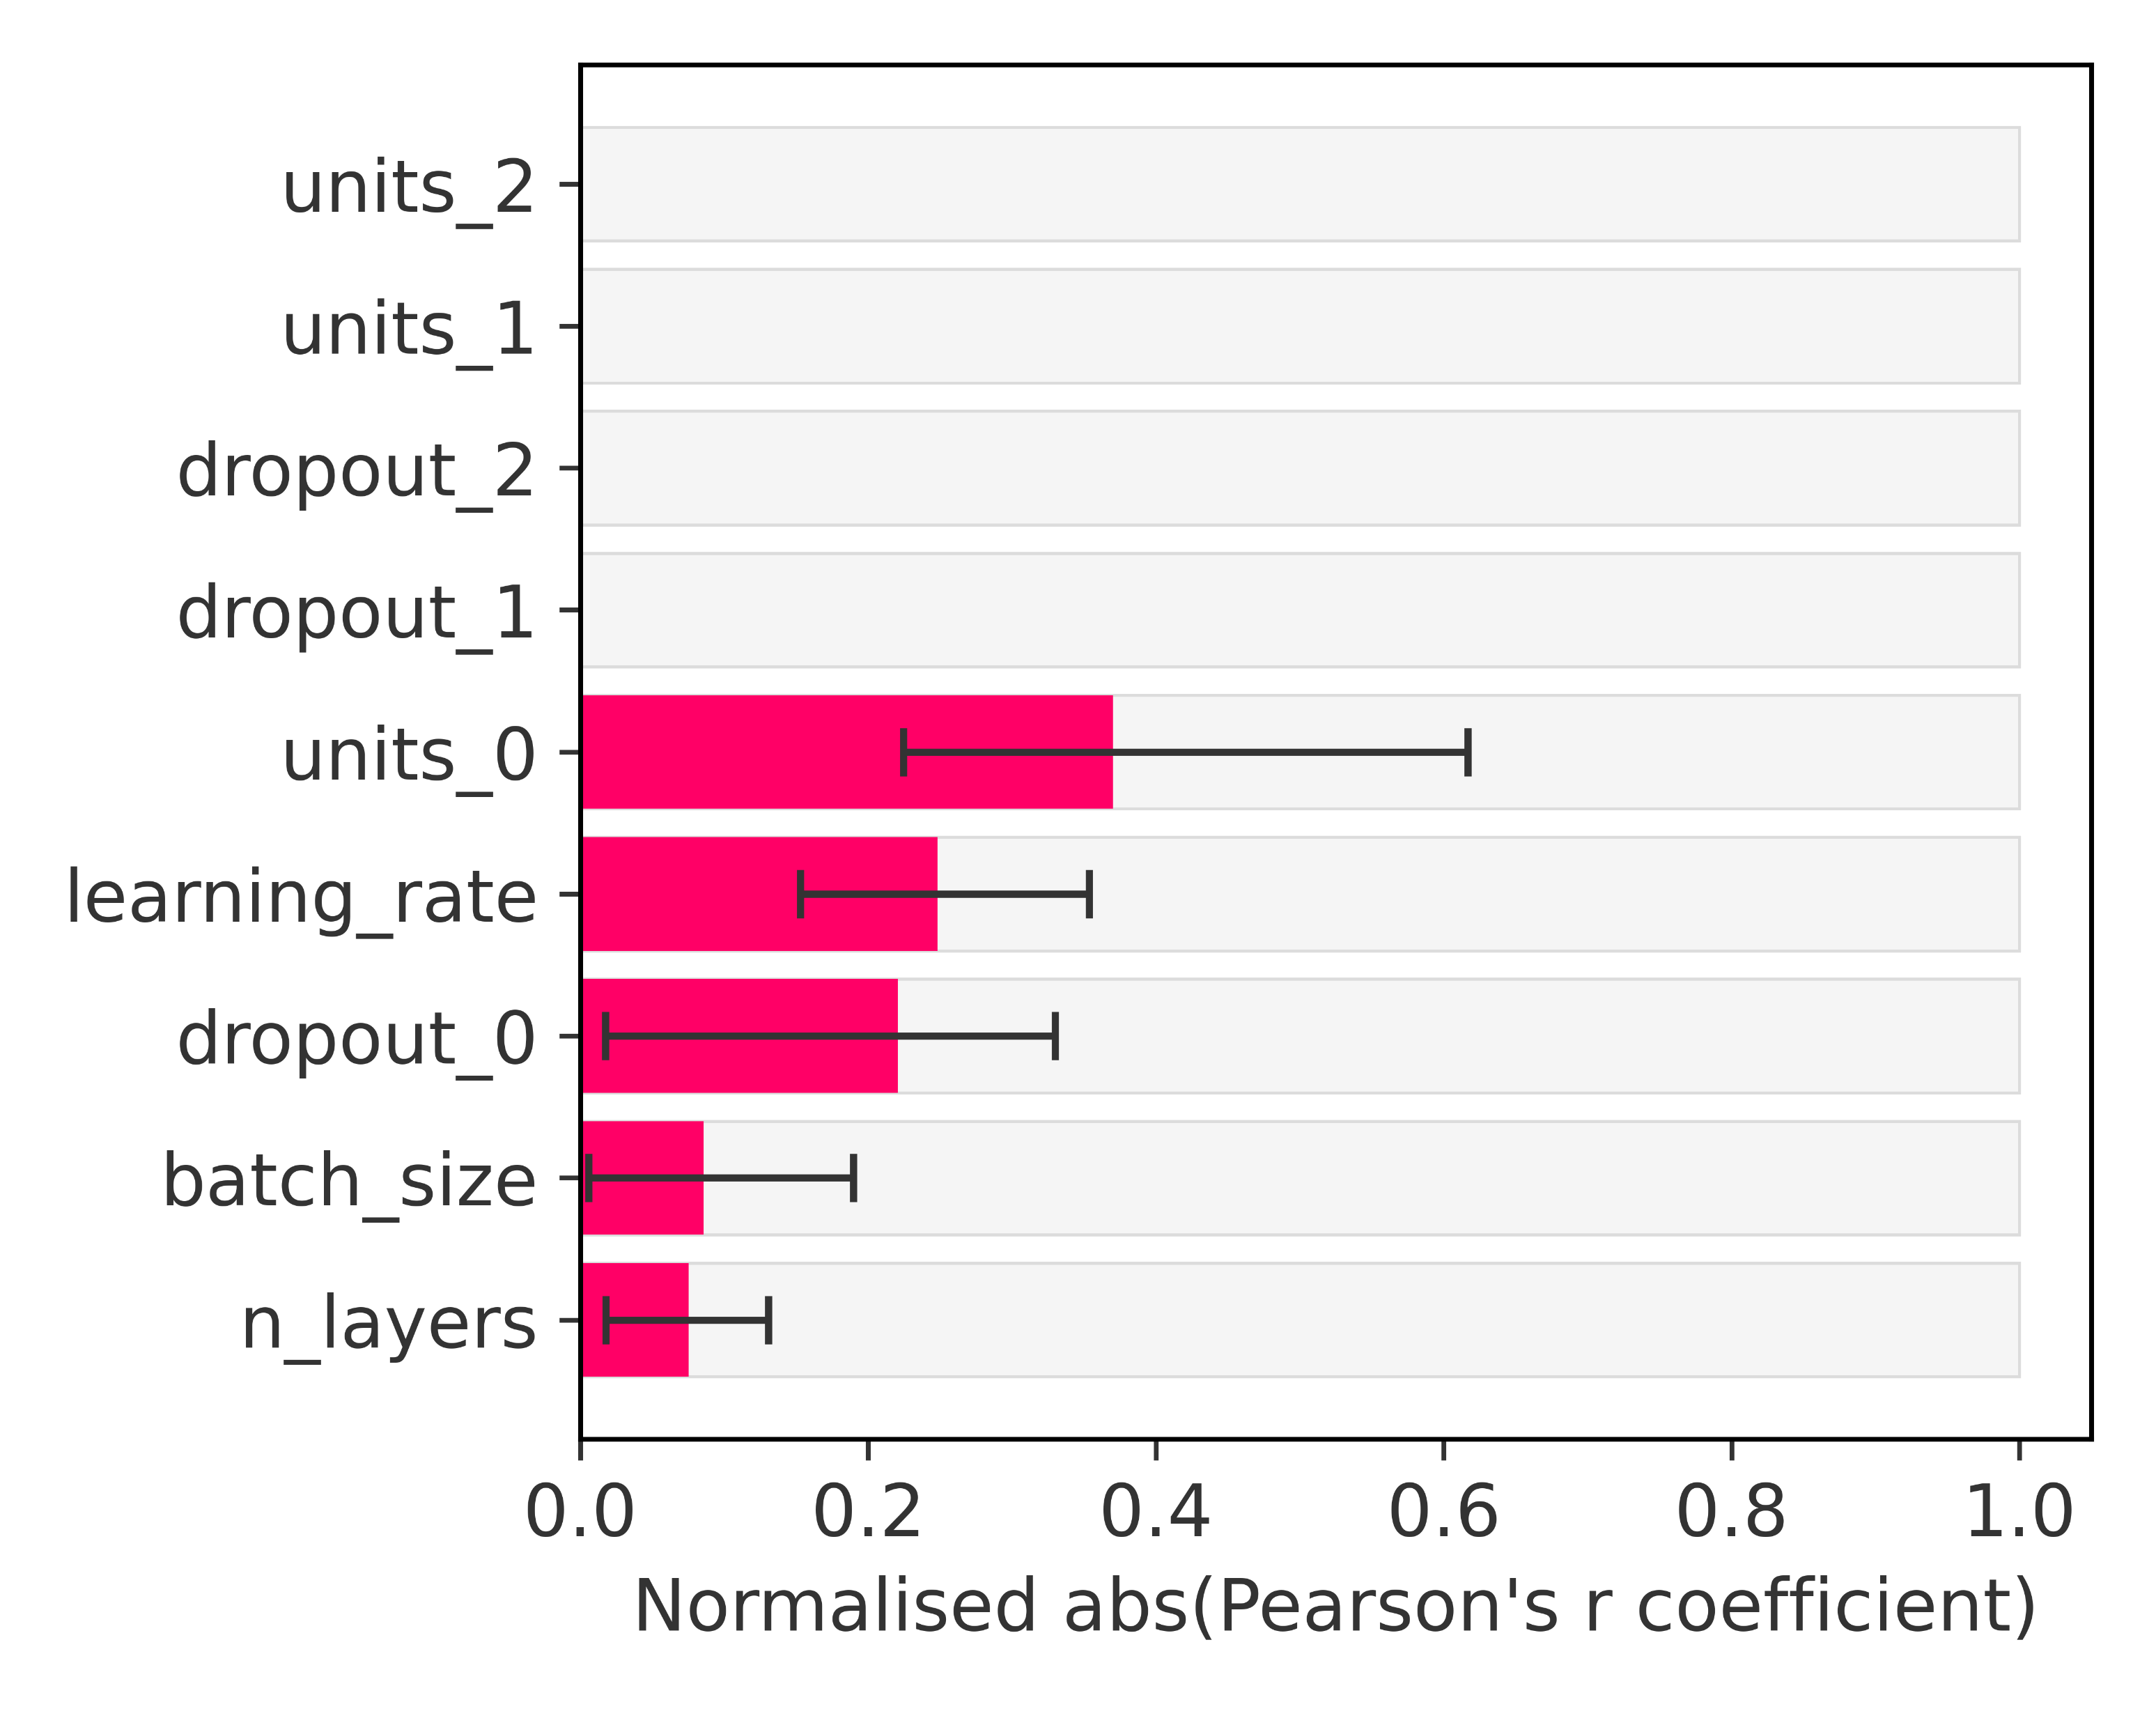 units_2
units_1
dropout_2
dropout_1
units_0
learning_rate
dropout_0
batch_size
n_layers
0.0 0.2 0.4 0.6 0.8 1.0
Normalised abs(Pearson's r coefficient)